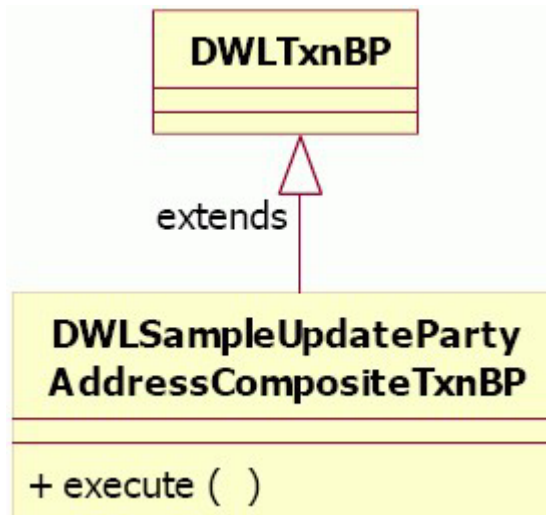 DWLTxnBP
extends
DWLSampleUpdateParty
AddressCompositeTxnBP
+ execute (  )